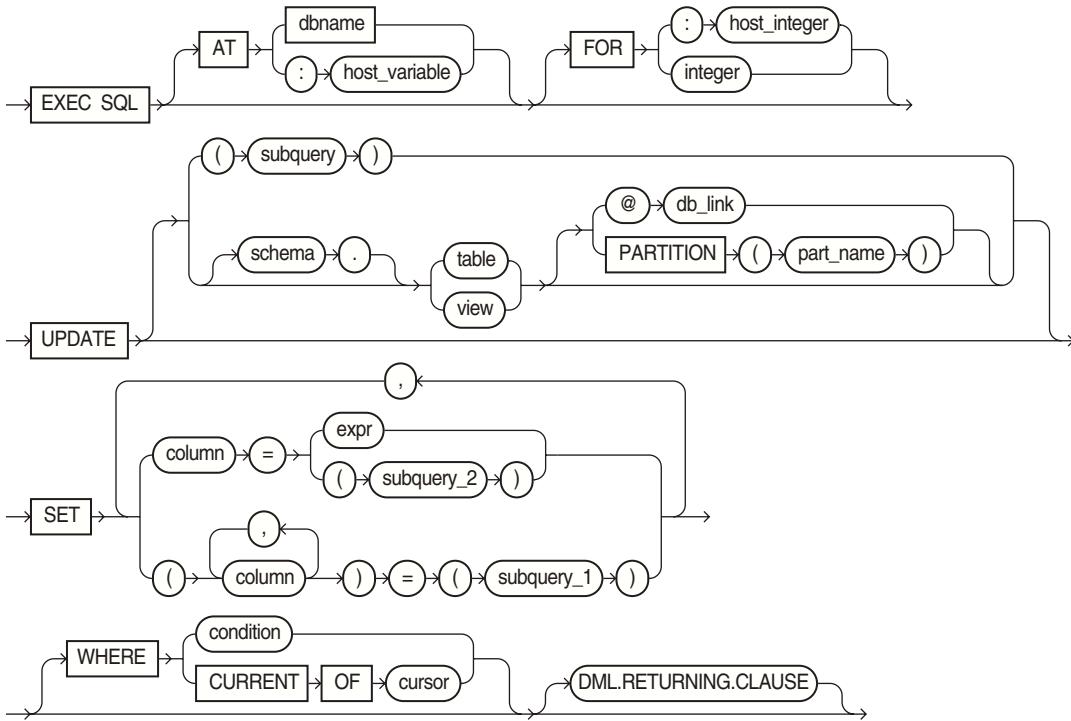 AT dbname : host_variable FOR : host_integer integer
EXEC SQL
( subquery )
schema . table view @ db_link PARTITION ( part_name )
UPDATE
,
column = expr ( subquery_2 )
SET
,
( column ) = ( subquery_1 )
WHERE condition CURRENT OF cursor DML.RETURNING.CLAUSE